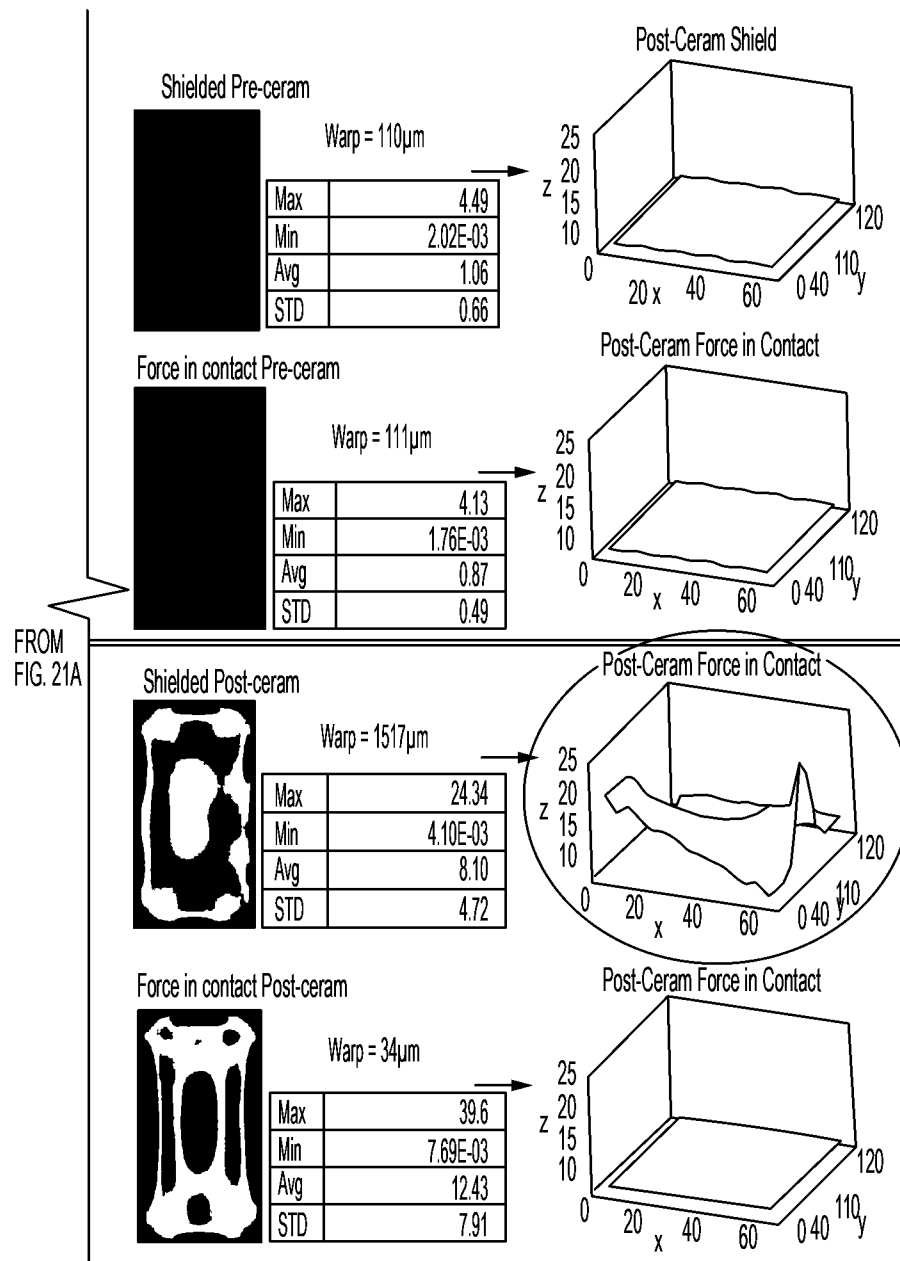 FROM
FIG. 21A
Shielded Pre-ceram
Warp = 110µm
Max 4.49
Min 2.02E-03
Avg 1.06
STD 0.66
Post-Ceram Shield
25
20
z 15
10
0
20 x 40 60
0 40 110 y
120
Force in contact Pre-ceram
Warp = 111µm
Max 4.13
Min 1.76E-03
Avg 0.87
STD 0.49
Post-Ceram Force in Contact
25
20
z 15
10
0
20 40 60
x
0 40 110 y
120
Shielded Post-ceram
Warp = 1517µm
Max 24.34
Min 4.10E-03
Avg 8.10
STD 4.72
Post-Ceram Force in Contact
25
20
z 15
10
0
20 40 60
x
0 40 110 y
120
Force in contact Post-ceram
Warp = 34µm
Max 39.6
Min 7.69E-03
Avg 12.43
STD 7.91
Post-Ceram Force in Contact
25
20
z 15
10
0
20 40 60
x
0 40 110 y
120